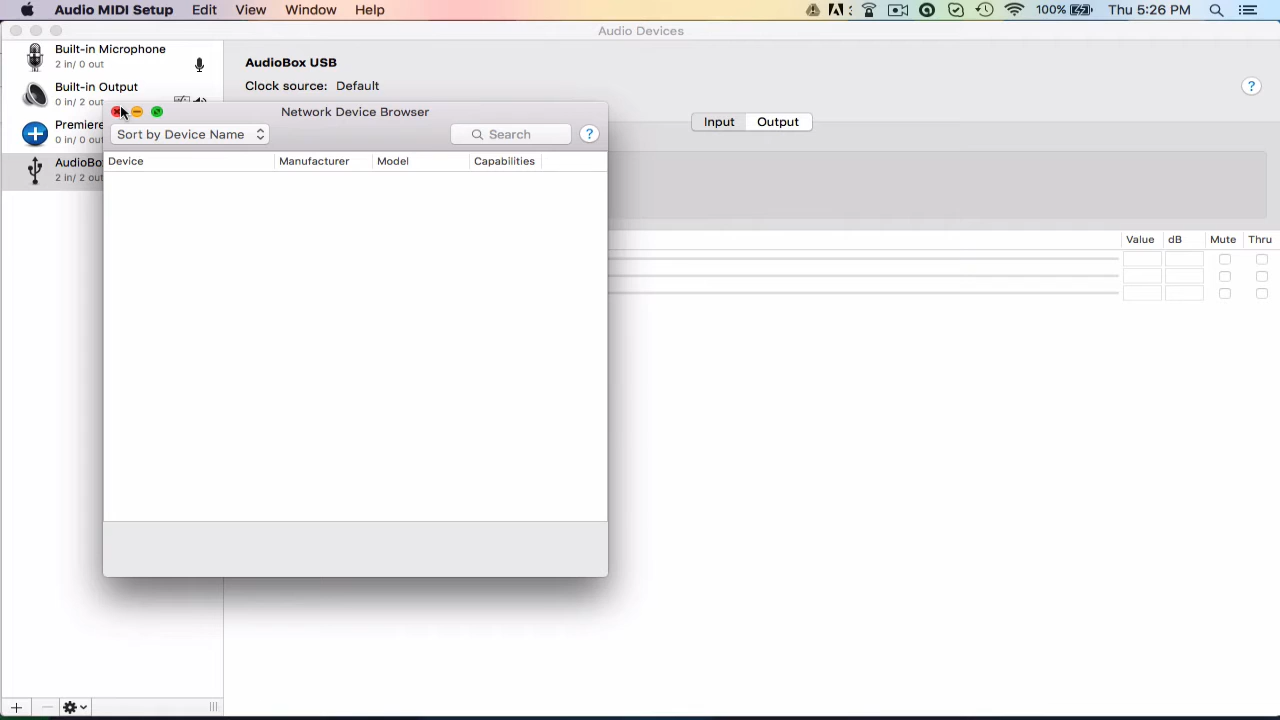 Audio MIDI Setup Edit View Window Help 100% Thu 5:26 PM
Audio Devices
Built-in Microphone
2 in/ 0 out
Built-in Output
0 in/ 2
Premiere
0 in/ 0 out
AudioBo
2 in/ 2 out
AudioBox USB
Clock source: Default
?
Input Output
Network Device Browser
Sort by Device Name Search ?
Device Manufacturer Model Capabilities
Value dB Mute Thru